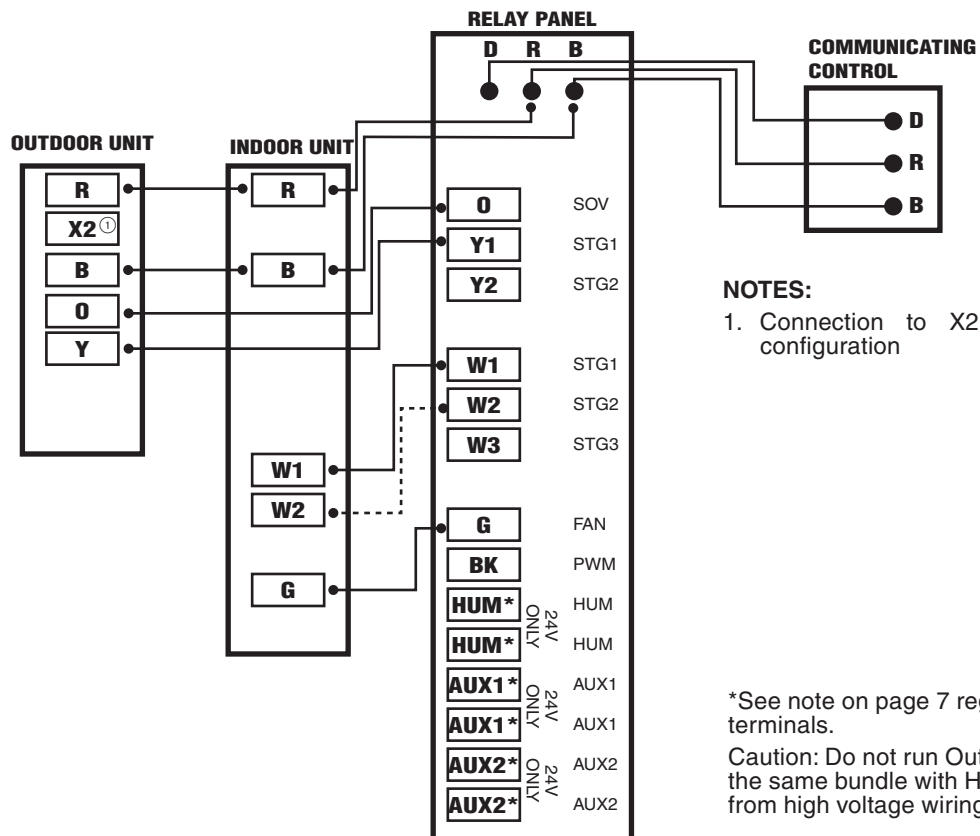 RELAY PANEL
D R B
COMMUNICATING
CONTROL
D
R
B
OUTDOOR UNIT
R
X2 ①
B
O
Y
INDOOR UNIT
R
B
W1
W2
G
O SOV
Y1 STG1
Y2 STG2
W1 STG1
W2 STG2
W3 STG3
G FAN
BK PWM
HUM* HUM
HUM* HUM
24V
ONLY
AUX1* AUX1
AUX1* AUX1
24V
ONLY
AUX2* AUX2
AUX2* AUX2
24V
ONLY
NOTES:
1. Connection to X2
configuration
*See note on page 7 reg
terminals.
Caution: Do not run Out
the same bundle with H
from high voltage wiring